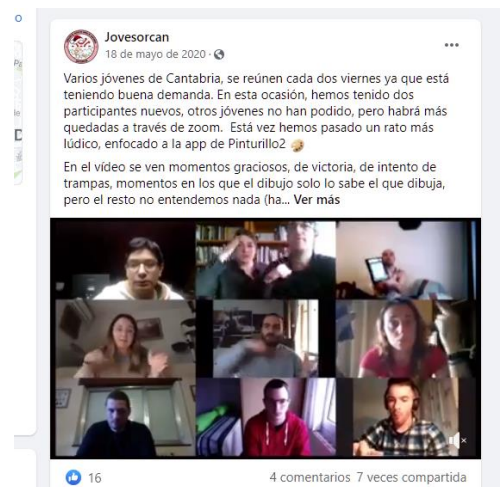 Jovesorcan
18 de mayo de 2020 ·
Varios jóvenes de Cantabria, se reúnen cada dos viernes ya que está
teniendo buena demanda. En esta ocasión, hemos tenido dos
participantes nuevos, otros jóvenes no han podido, pero habrá más
quedadas a través de zoom. Está vez hemos pasado un rato más
lúdico, enfocado a la app de Pinturillo2
En el vídeo se ven momentos graciosos, de victoria, de intento de
trampas, momentos en los que el dibujo solo lo sabe el que dibuja,
pero el resto no entendemos nada (ha... Ver más
16
4 comentarios 7 veces compartida